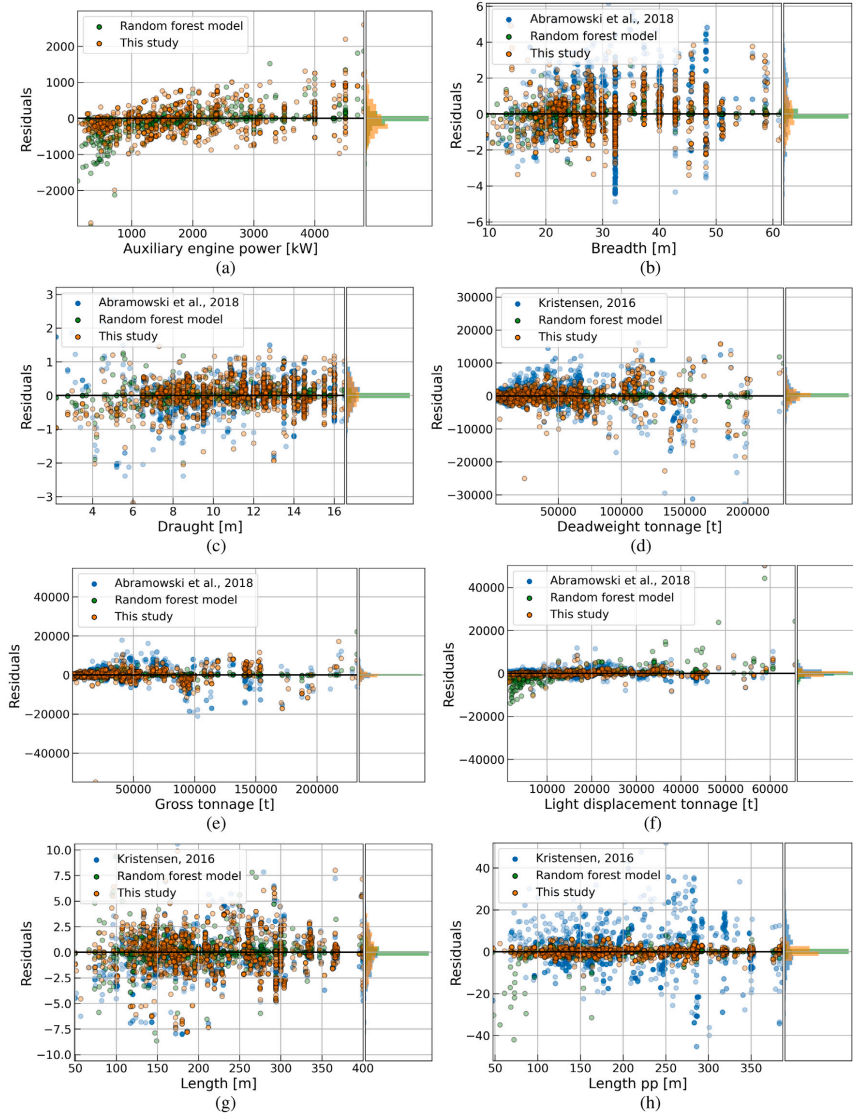 Random forest model
This study
2000
1000
0
−1000
−2000
Residuals
1000 2000 3000 4000
Auxiliary engine power [kW]
(a)
Abramowski et al., 2018
Random forest model
This study
6
4
2
0
−2
−4
−6
Residuals
10 20 30 40 50 60
Breadth [m]
(b)
Abramowski et al., 2018
Random forest model
This study
3
2
1
0
−1
−2
−3
Residuals
4 6 8 10 12 14 16
Draught [m]
(c)
Kristensen, 2016
Random forest model
This study
30000
20000
10000
0
−10000
−20000
−30000
Residuals
50000 100000 150000 200000
Deadweight tonnage [t]
(d)
Abramowski et al., 2018
Random forest model
This study
40000
20000
0
−20000
−40000
Residuals
50000 100000 150000 200000
Gross tonnage [t]
(e)
Abramowski et al., 2018
Random forest model
This study
40000
20000
0
−20000
−40000
Residuals
10000 20000 30000 40000 50000 60000
Light displacement tonnage [t]
(f)
Kristensen, 2016
Random forest model
This study
10.0
7.5
5.0
2.5
0.0
−2.5
−5.0
−7.5
−10.0
Residuals
50 100 150 200 250 300 350 400
Length [m]
(g)
Kristensen, 2016
Random forest model
This study
40
20
0
−20
−40
Residuals
50 100 150 200 250 300 350
Length pp [m]
(h)